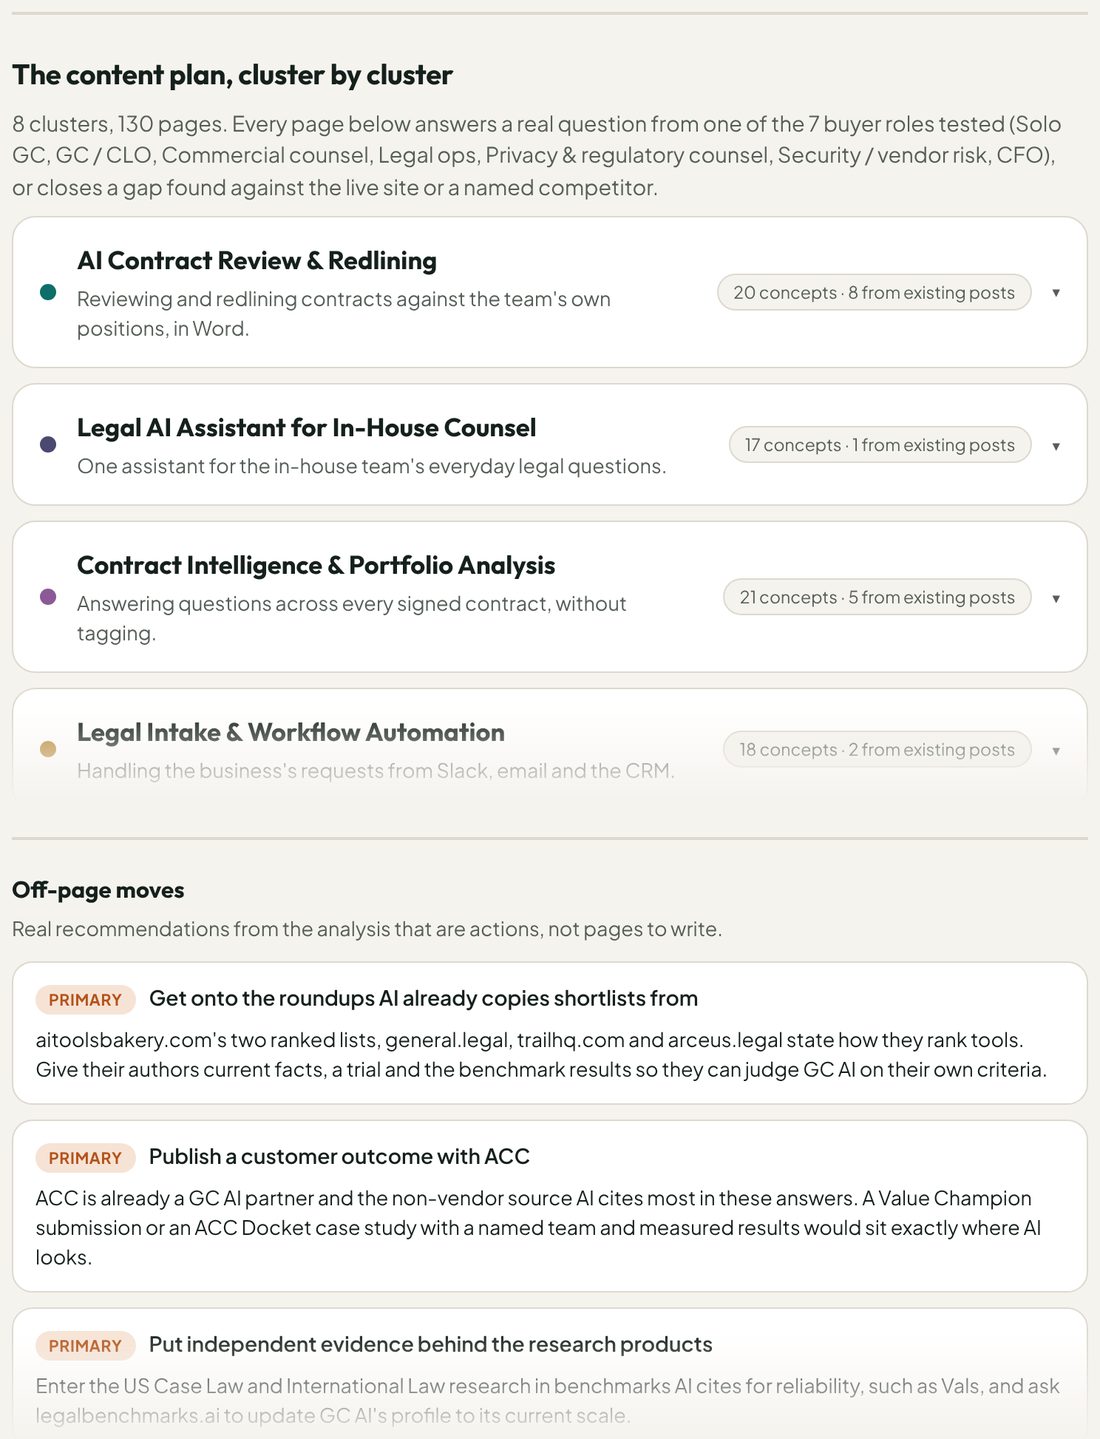 The content plan, cluster by cluster
8 clusters, 130 pages. Every page below answers a real question from one of the 7 buyer roles tested (Solo
GC, GC / CLO, Commercial counsel, Legal ops, Privacy & regulatory counsel, Security / vendor risk, CFO),
or closes a gap found against the live site or a named competitor.
AI Contract Review & Redlining
Reviewing and redlining contracts against the team's own
positions, in Word.
20 concepts · 8 from existing posts
Legal AI Assistant for In-House Counsel
One assistant for the in-house team's everyday legal questions.
17 concepts · 1 from existing posts
Contract Intelligence & Portfolio Analysis
Answering questions across every signed contract, without
tagging.
21 concepts · 5 from existing posts
Legal Intake & Workflow Automation
Handling the business's requests from Slack, email and the CRM.
18 concepts · 2 from existing posts
Off-page moves
Real recommendations from the analysis that are actions, not pages to write.
PRIMARY Get onto the roundups AI already copies shortlists from
aitoolsbakery.com's two ranked lists, general.legal, trailhq.com and arceus.legal state how they rank tools.
Give their authors current facts, a trial and the benchmark results so they can judge GC AI on their own criteria.
PRIMARY Publish a customer outcome with ACC
ACC is already a GC AI partner and the non-vendor source AI cites most in these answers. A Value Champion
submission or an ACC Docket case study with a named team and measured results would sit exactly where AI
looks.
PRIMARY Put independent evidence behind the research products
Enter the US Case Law and International Law research in benchmarks AI cites for reliability, such as Vals, and ask
legalbenchmarks.ai to update GC AI's profile to its current scale.